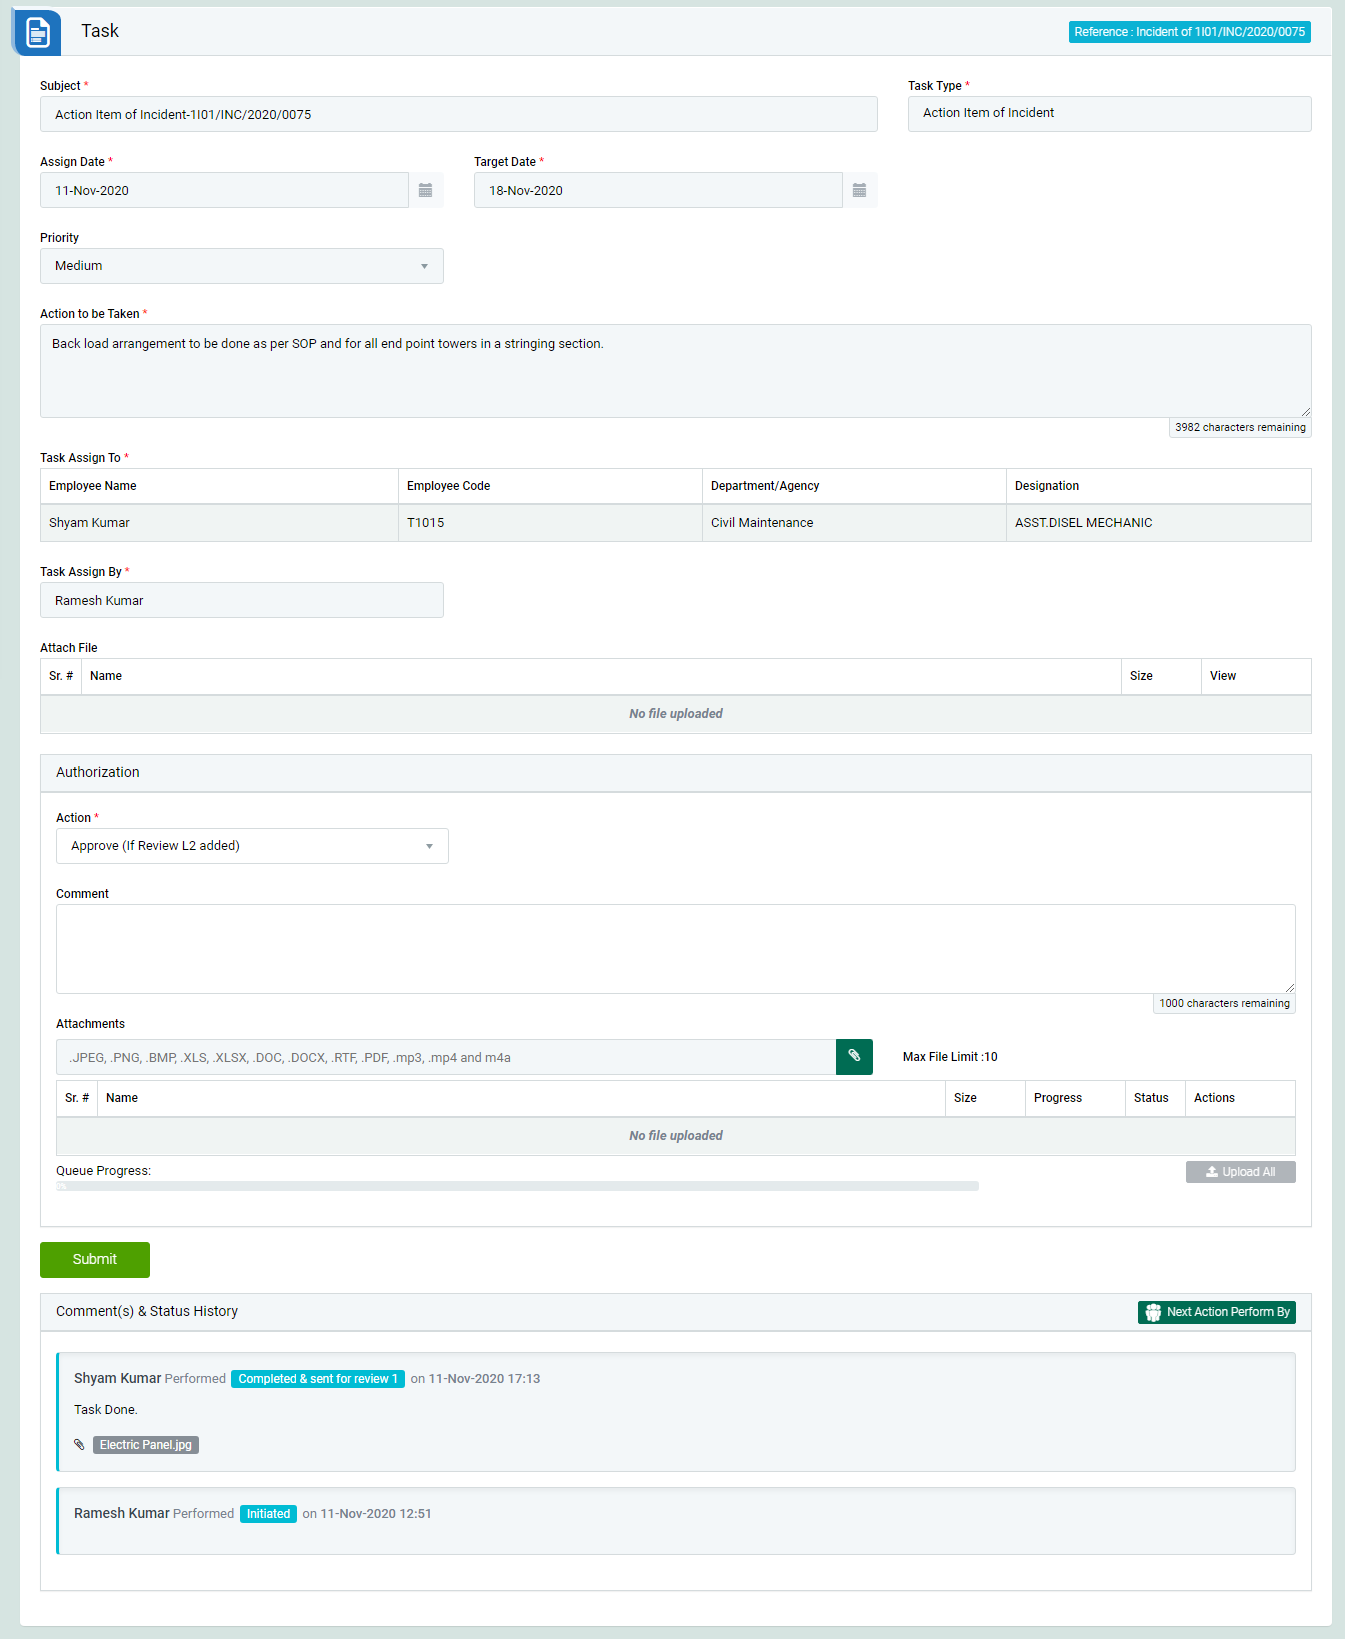 Task
Reference : Incident of 1I01/INC/2020/0075
Subject *
Task Type *
Action Item of Incident-1I01/INC/2020/0075
Action Item of Incident
Assign Date *
Target Date *
11-Nov-2020
18-Nov-2020
Priority
Medium
Action to be Taken *
Back load arrangement to be done as per SOP and for all end point towers in a stringing section.
3982 characters remaining
Task Assign To *
Employee Name Employee Code Department/Agency Designation
Shyam Kumar T1015 Civil Maintenance ASST.DISEL MECHANIC
Task Assign By *
Ramesh Kumar
Attach File
Sr. # Name Size View
No file uploaded
Authorization
Action *
Approve (If Review L2 added)
Comment
1000 characters remaining
Attachments
.JPEG, .PNG, .BMP, .XLS, .XLSX, .DOC, .DOCX, .RTF, .PDF, .mp3, .mp4 and m4a
Max File Limit :10
Sr. # Name Size Progress Status Actions
No file uploaded
Queue Progress:
Upload All
Submit
Comment(s) & Status History
Next Action Perform By
Shyam Kumar Performed Completed & sent for review 1 on 11-Nov-2020 17:13
Task Done.
Electric Panel.jpg
Ramesh Kumar Performed Initiated on 11-Nov-2020 12:51